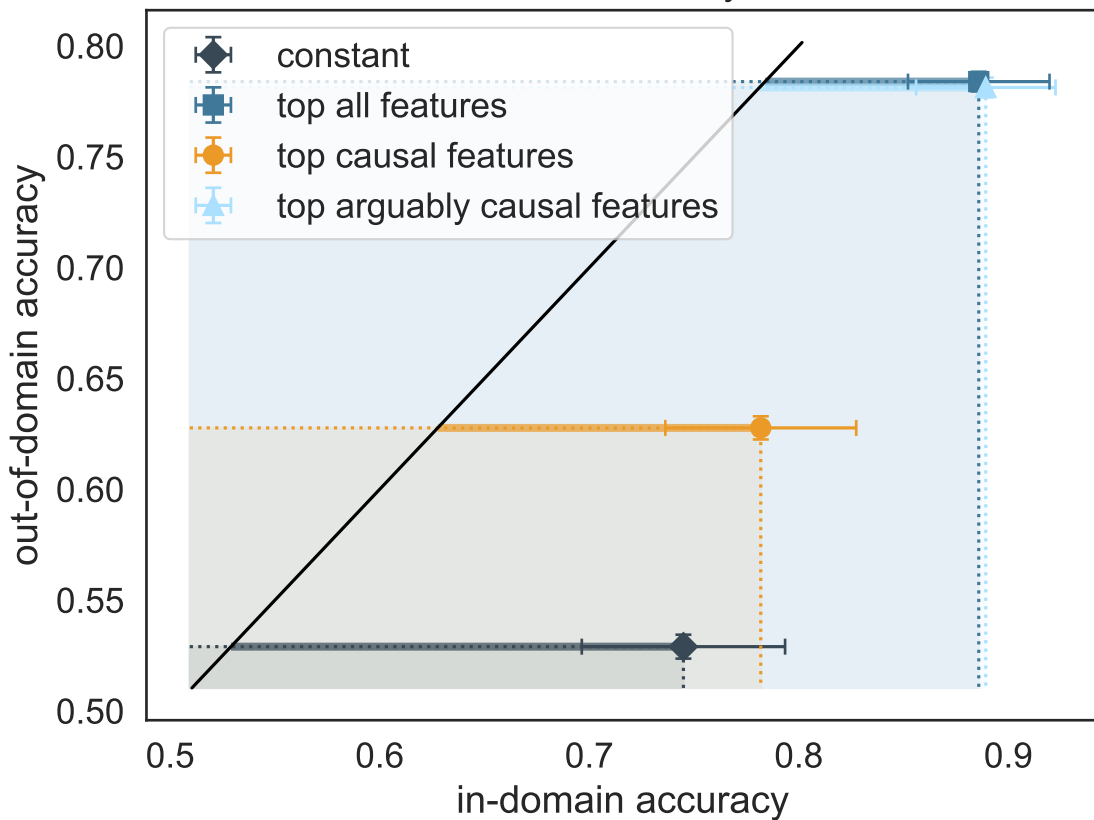 0.80
0.75
0.70
0.65
0.60
0.55
0.50
out-of-domain accuracy
constant
top all features
top causal features
top arguably causal features
0.5 0.6 0.7 0.8 0.9
in-domain accuracy